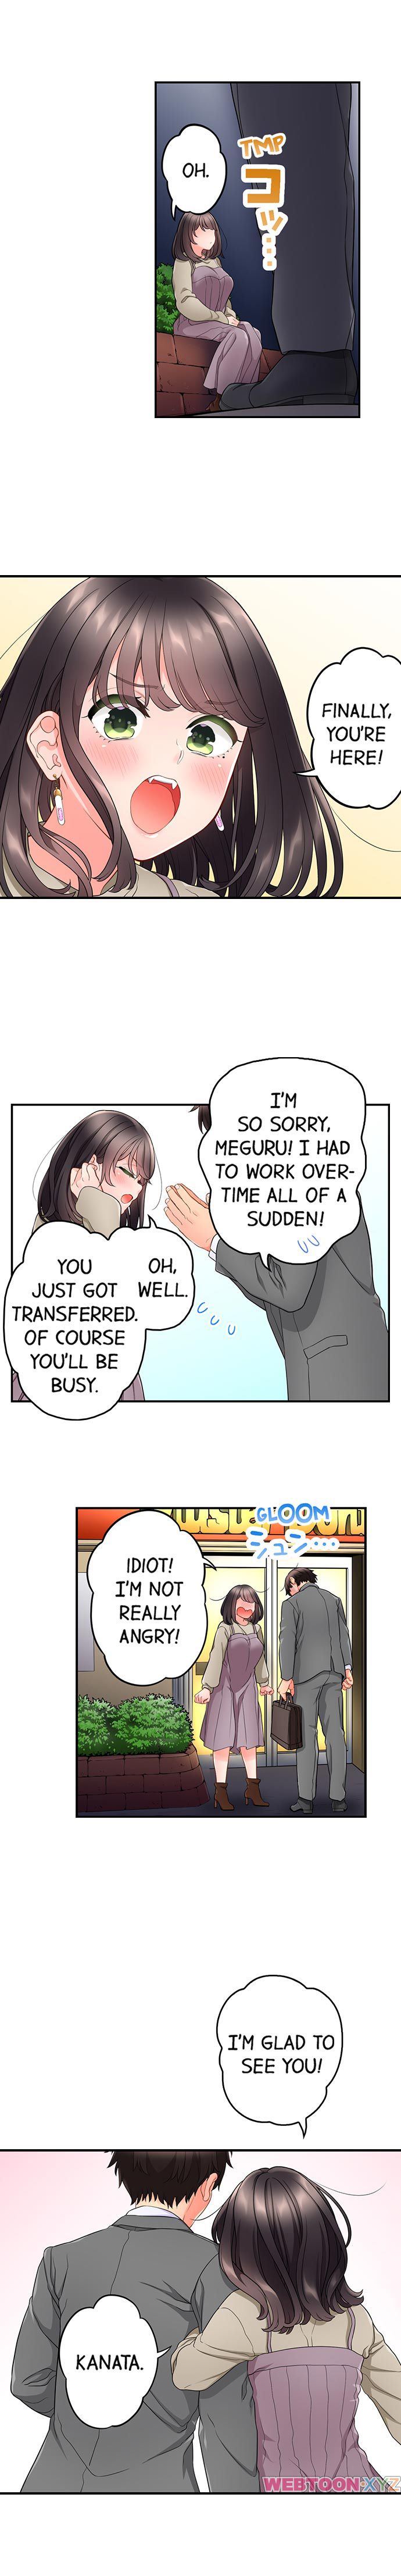 OH.
TMP
コッ…
FINALLY,
YOU'RE
HERE!
I'M
SO SORRY,
MEGURU! I HAD
TO WORK OVER-
TIME ALL OF A
SUDDEN!
OH,
WELL.
YOU
JUST GOT
TRANSFERRED.
OF COURSE
YOU'LL BE
BUSY.
GLOOM
シュン…
IDIOT!
I'M NOT
REALLY
ANGRY!
I'M GLAD TO
SEE YOU!
KANATA.
WEBTOON.XYZ